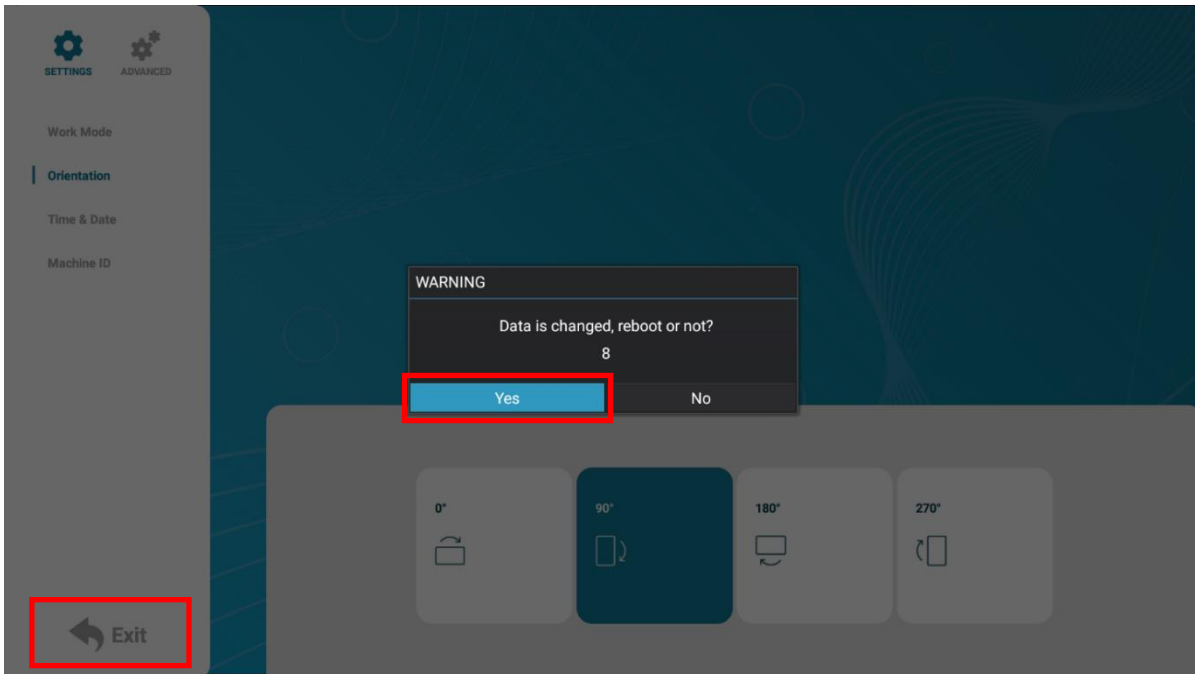 SETTINGS ADVANCED
Work Mode
Orientation
Time & Date
Machine ID
WARNING
Data is changed, reboot or not?
8
Yes No
0° 90° 180° 270°
Exit